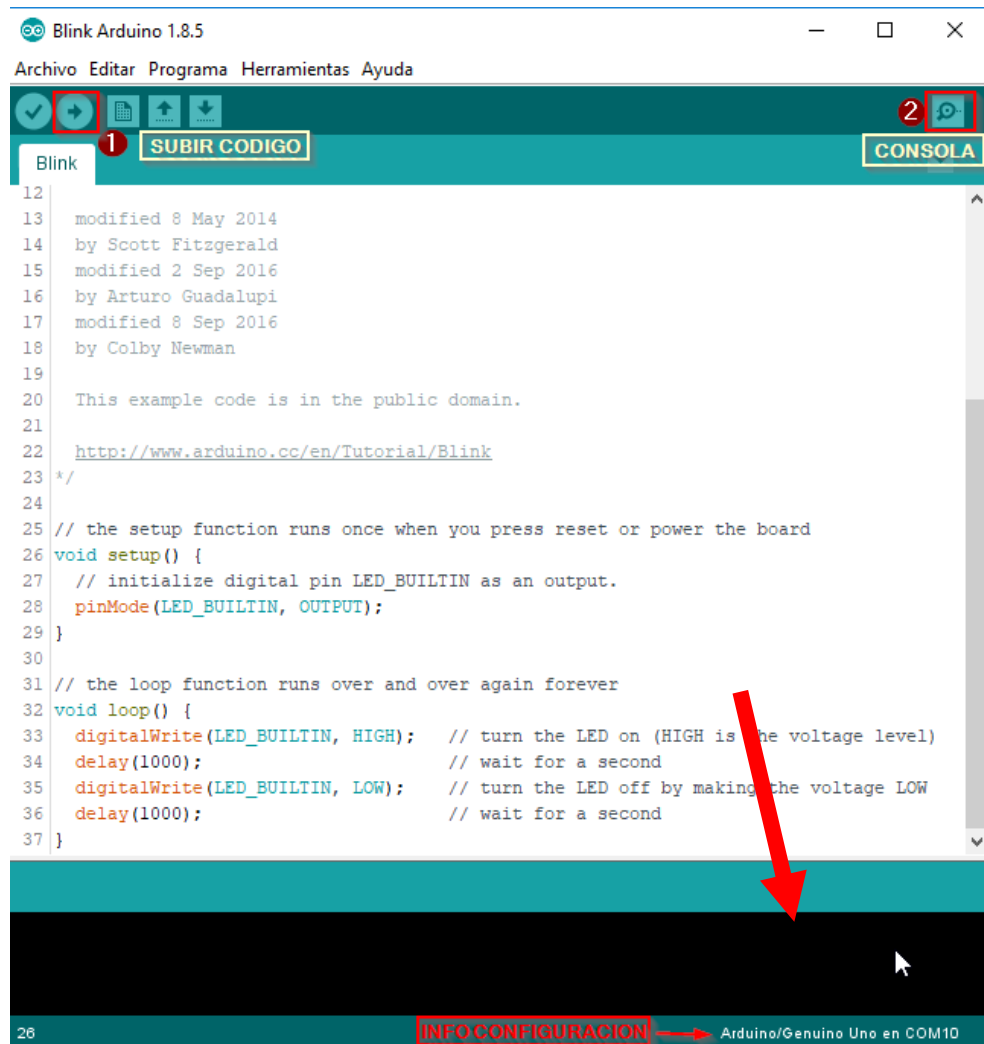 Blink Arduino 1.8.5
Archivo Editar Programa Herramientas Ayuda
1 SUBIR CODIGO
2
CONSOLA
Blink
12
13 modified 8 May 2014
14 by Scott Fitzgerald
15 modified 2 Sep 2016
16 by Arturo Guadalupi
17 modified 8 Sep 2016
18 by Colby Newman
19
20 This example code is in the public domain.
21
22 http://www.arduino.cc/en/Tutorial/Blink
23 */
24
25 // the setup function runs once when you press reset or power the board
26 void setup() {
27 // initialize digital pin LED_BUILTIN as an output.
28 pinMode(LED_BUILTIN, OUTPUT);
29 }
30
31 // the loop function runs over and over again forever
32 void loop() {
33 digitalWrite(LED_BUILTIN, HIGH); // turn the LED on (HIGH is the voltage level)
34 delay(1000); // wait for a second
35 digitalWrite(LED_BUILTIN, LOW); // turn the LED off by making the voltage LOW
36 delay(1000); // wait for a second
37 }
26 INFO CONFIGURACION Arduino/Genuino Uno en COM10